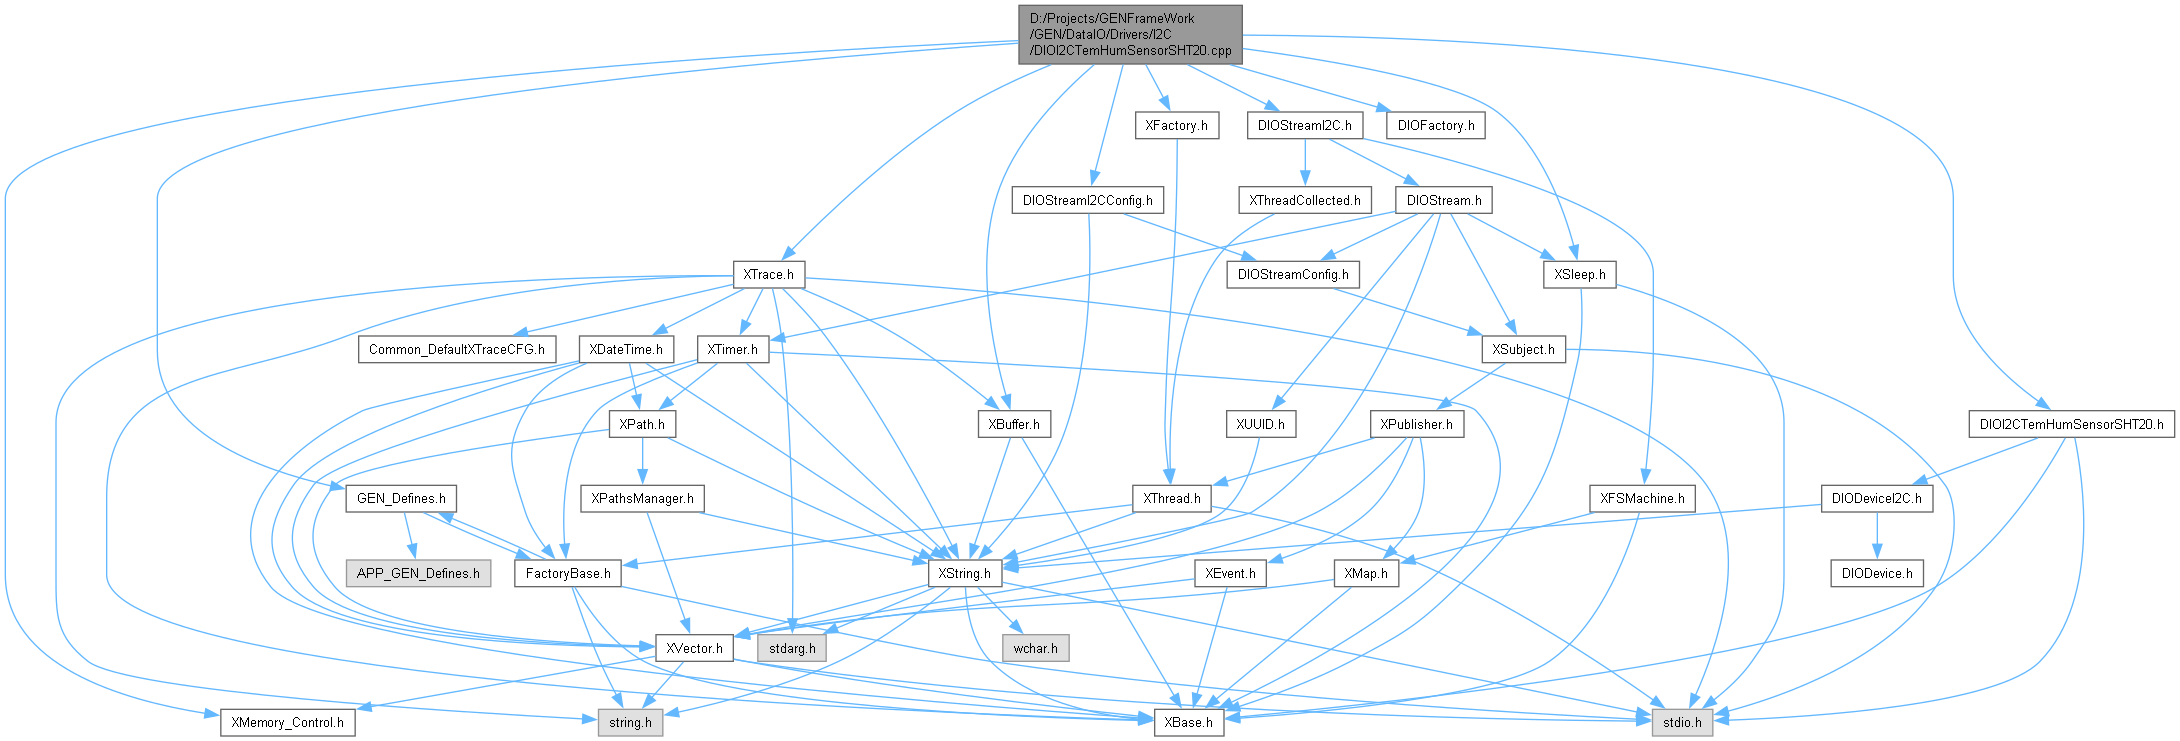 D:/Projects/GENFrameWork
/GEN/DataIO/Drivers/I2C
/DIOI2CTemHumSensorSHT20.cpp
XFactory.h
DIOStreamI2C.h
DIOFactory.h
DIOStreamI2CConfig.h
XThreadCollected.h
DIOStream.h
XTrace.h
DIOStreamConfig.h
XSleep.h
Common_DefaultXTraceCFG.h
XDateTime.h
XTimer.h
XSubject.h
XPath.h
XBuffer.h
XUUID.h
XPublisher.h
DIOI2CTemHumSensorSHT20.h
GEN_Defines.h
XPathsManager.h
XThread.h
XFSMachine.h
DIODeviceI2C.h
APP_GEN_Defines.h
FactoryBase.h
XString.h
XEvent.h
XMap.h
DIODevice.h
XVector.h
stdarg.h
wchar.h
XMemory_Control.h
string.h
XBase.h
stdio.h